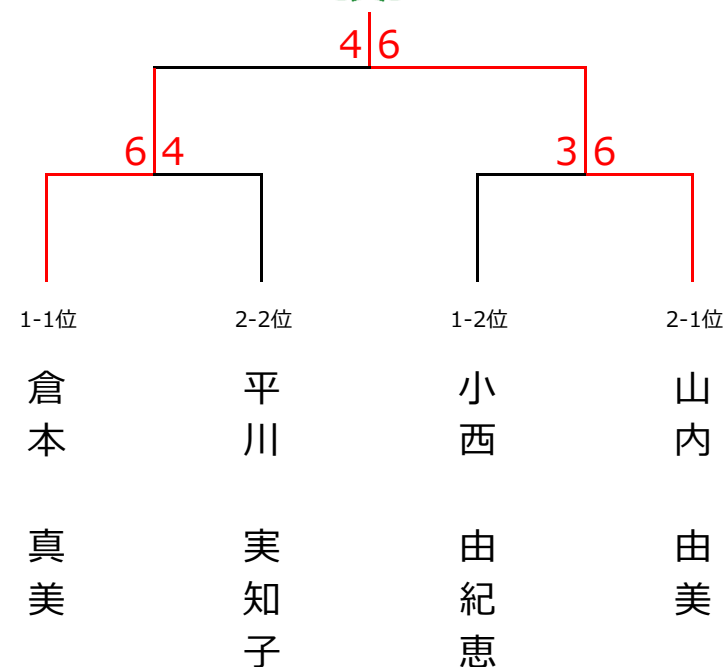 4 6
6 4
3 6
1-1位
2-2位
1-2位
2-1位
倉本 真美
平川 実知子
小西 由紀恵
山内 由美